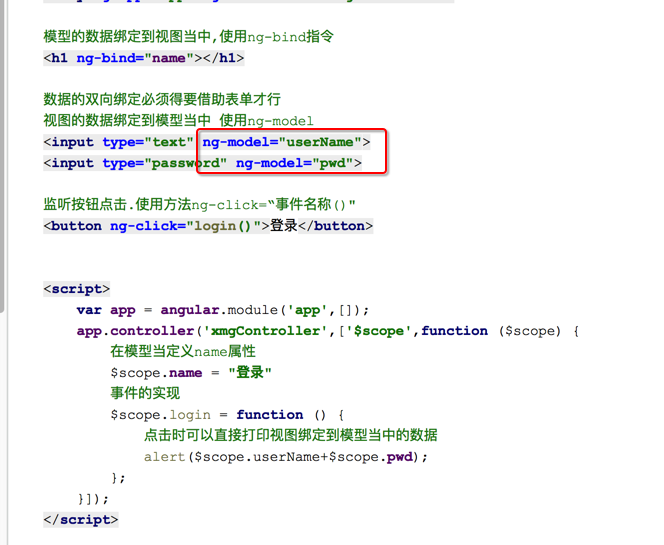 模型的数据绑定到视图当中,使用ng-bind指令
<h1 ng-bind="name"></h1>
数据的双向绑定必须得要借助表单才行
视图的数据绑定到模型当中 使用ng-model
<input type="text" ng-model="userName">
<input type="password" ng-model="pwd">
监听按钮点击.使用方法ng-click=“事件名称()"
<button ng-click="login()">登录</button>
<script>
var app = angular.module('app',[]);
app.controller('xmgController',['$scope',function ($scope) {
在模型当定义name属性
$scope.name = "登录"
事件的实现
$scope.login = function () {
点击时可以直接打印视图绑定到模型当中的数据
alert($scope.userName+$scope.pwd);
};
}]);
</script>